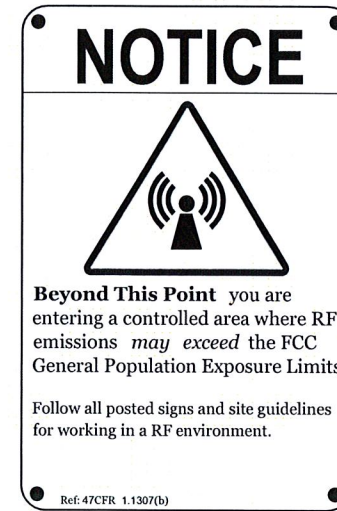 NOTICE
Beyond This Point you are
entering a controlled area where RF
emissions may exceed the FCC
General Population Exposure Limits
Follow all posted signs and site guidelines
for working in a RF environment.
Ref: 47CFR 1.1307(b)